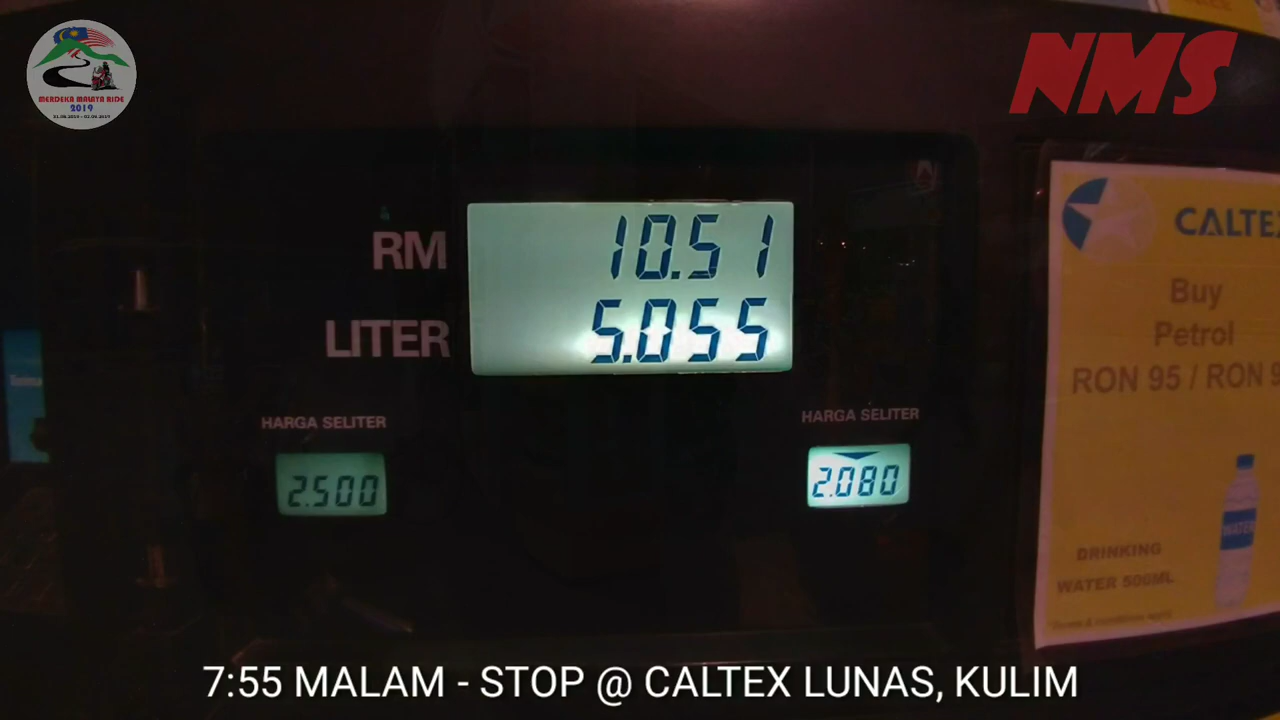 MERDEKA MALAYA RIDE
2019
NMS
RM 10.51
LITER 5.055
HARGA SELITER
2.500
HARGA SELITER
2.080
CALTEX
Buy
Petrol
RON 95 / RON 9
DRINKING
WATER 500ML
WATER
7:55 MALAM - STOP @ CALTEX LUNAS, KULIM